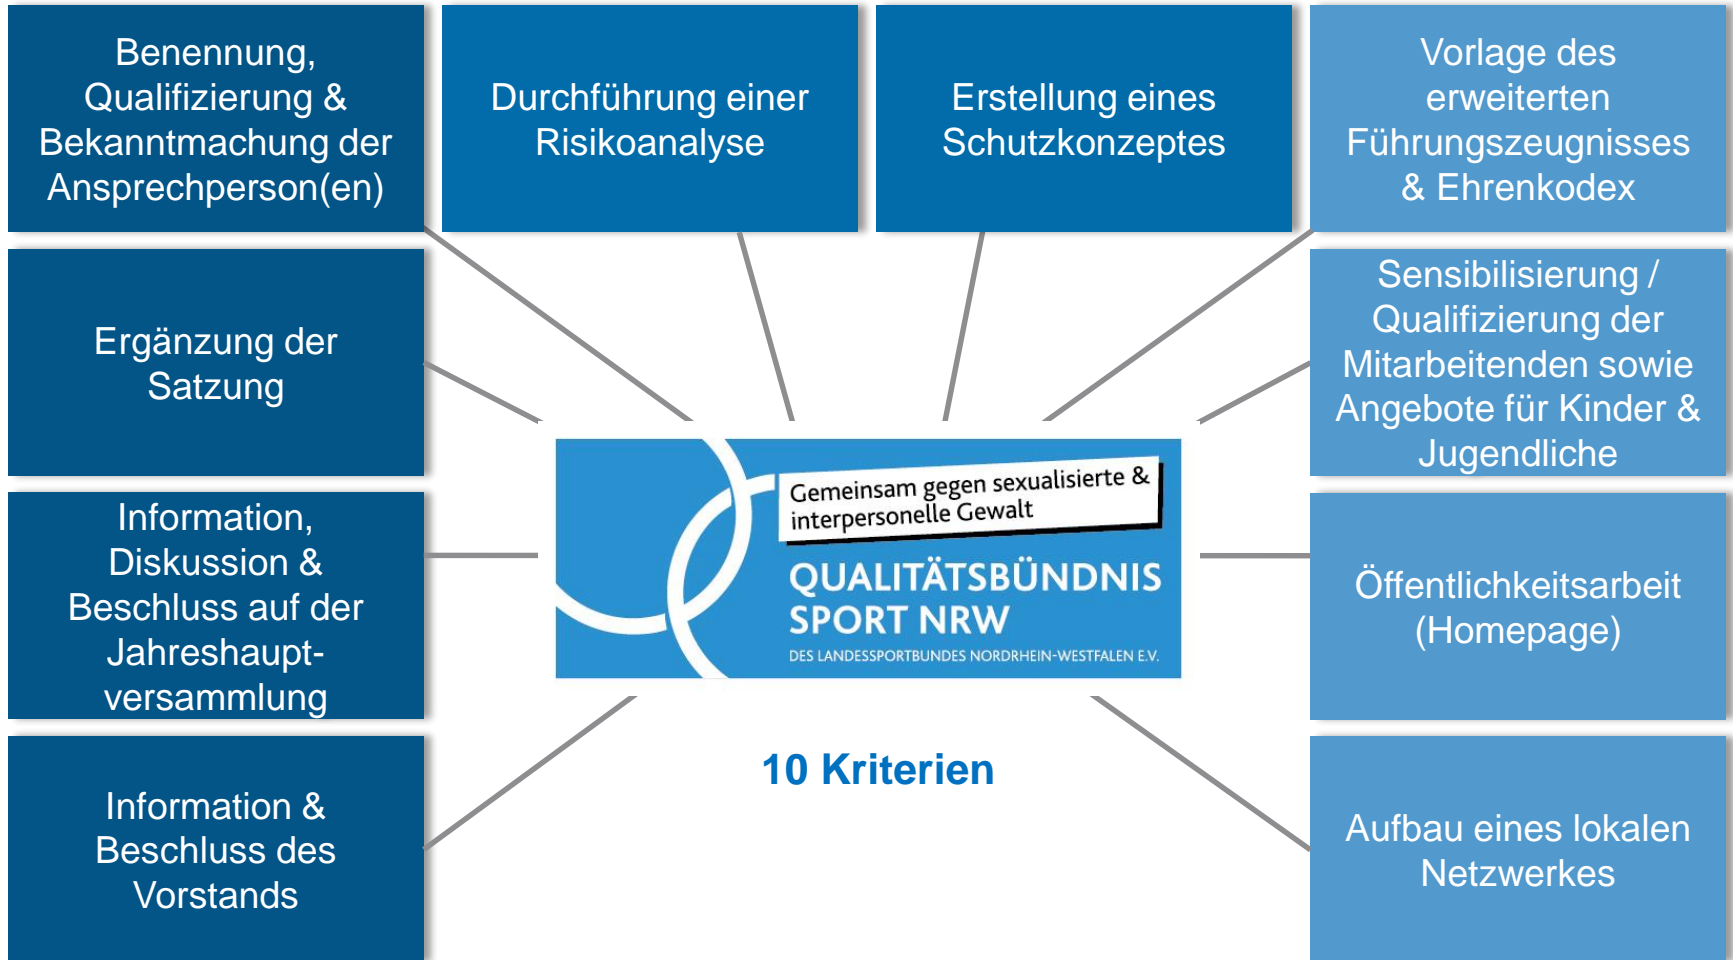 Benennung,
Qualifizierung &
Bekanntmachung der
Ansprechperson(en)
Durchführung einer
Risikoanalyse
Erstellung eines
Schutzkonzeptes
Vorlage des
erweiterten
Führungszeugnisses
& Ehrenkodex
Ergänzung der
Satzung
Sensibilisierung /
Qualifizierung der
Mitarbeitenden sowie
Angebote für Kinder &
Jugendliche
Information,
Diskussion &
Beschluss auf der
Jahreshaupt-
versammlung
Gemeinsam gegen sexualisierte &
interpersonelle Gewalt
QUALITÄTSBÜNDNIS
SPORT NRW
DES LANDESSPORTBUNDES NORDRHEIN-WESTFALEN E.V.
Öffentlichkeitsarbeit
(Homepage)
10 Kriterien
Information &
Beschluss des
Vorstands
Aufbau eines lokalen
Netzwerkes